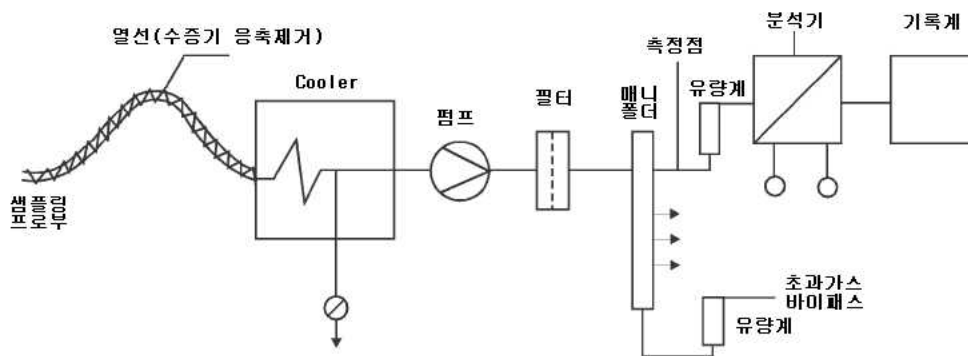 열선(수증기 응축제거)
Cooler
샘플링
프로부
펌프
필터
매니
폴더
측정점
유량계
분석기
기록계
초과가스
바이패스
유량계